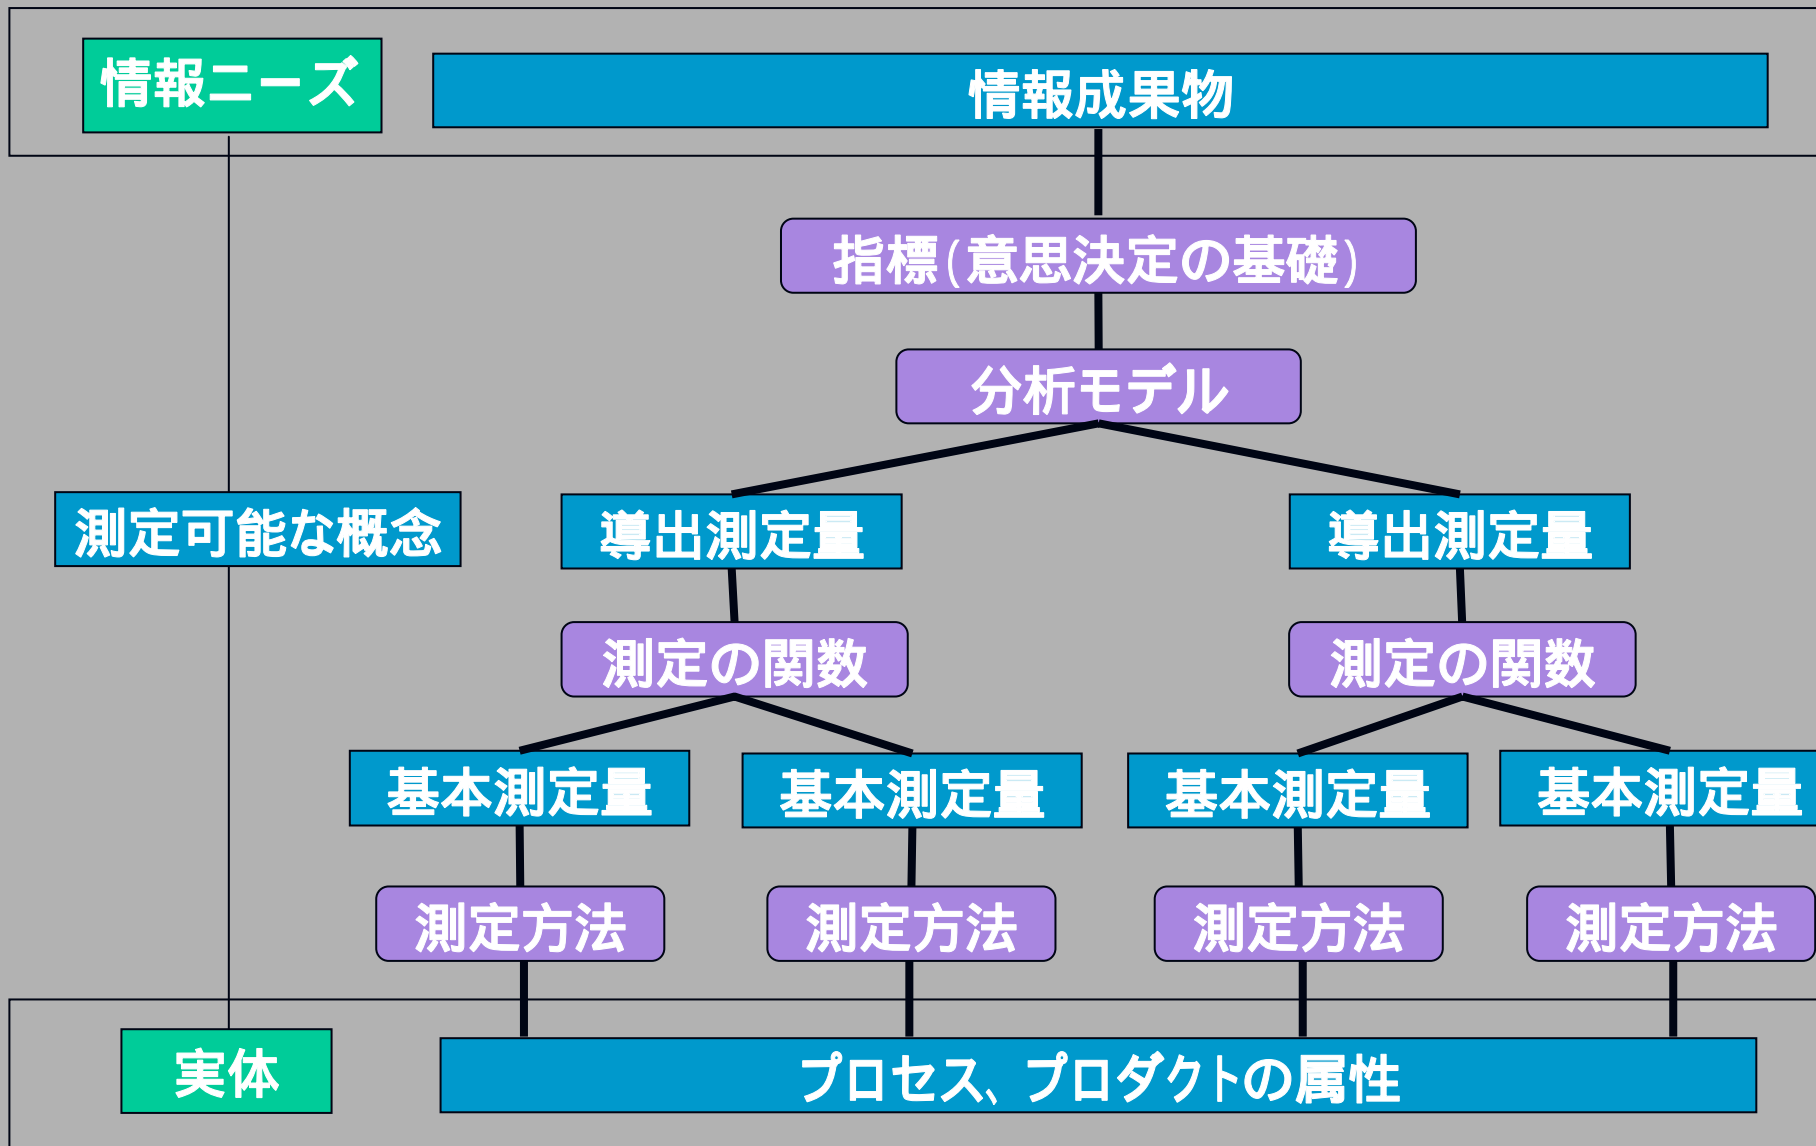 情報ニーズ
情報成果物
指標(意思決定の基礎)
分析モデル
測定可能な概念
導出測定量
導出測定量
測定の関数
測定の関数
基本測定量
基本測定量
基本測定量
基本測定量
測定方法
測定方法
測定方法
測定方法
実体
プロセス、プロダクトの属性